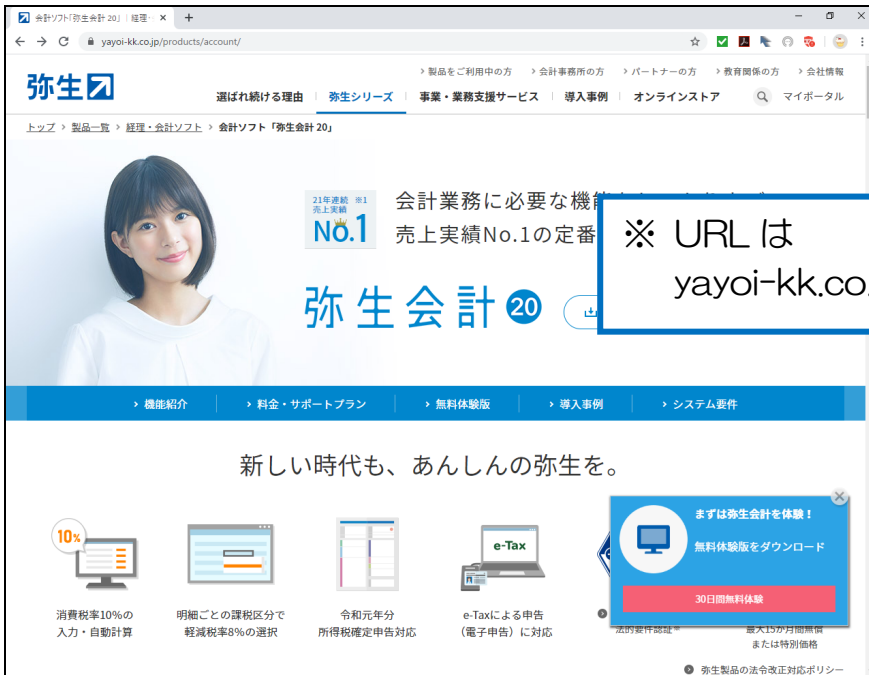 会計ソフト「弥生会計 20」｜経理・
yayoi-kk.co.jp/products/account/
弥生
› 製品をご利用中の方 › 会計事務所の方 › パートナーの方 › 教育関係の方 › 会社情報
選ばれ続ける理由 弥生シリーズ 事業・業務支援サービス 導入事例 オンラインストア マイポータル
トップ › 製品一覧 › 経理・会計ソフト › 会計ソフト「弥生会計 20」
21年連続 ※1
売上実績
No.1
会計業務に必要な機
売上実績No.1の定番
弥生会計 20
※ URL は
yayoi-kk.co.
› 機能紹介 › 料金・サポートプラン › 無料体験版 › 導入事例 › システム要件
新しい時代も、あんしんの弥生を。
10%
e-Tax
消費税率10%の
入力・自動計算
明細ごとの課税区分で
軽減税率8%の選択
令和元年分
所得税確定申告対応
e-Taxによる申告
（電子申告）に対応
法的要件認証※
最大15か月間無償
または特別価格
まずは弥生会計を体験！
無料体験版をダウンロード
30日間無料体験
弥生製品の法令改正対応ポリシー